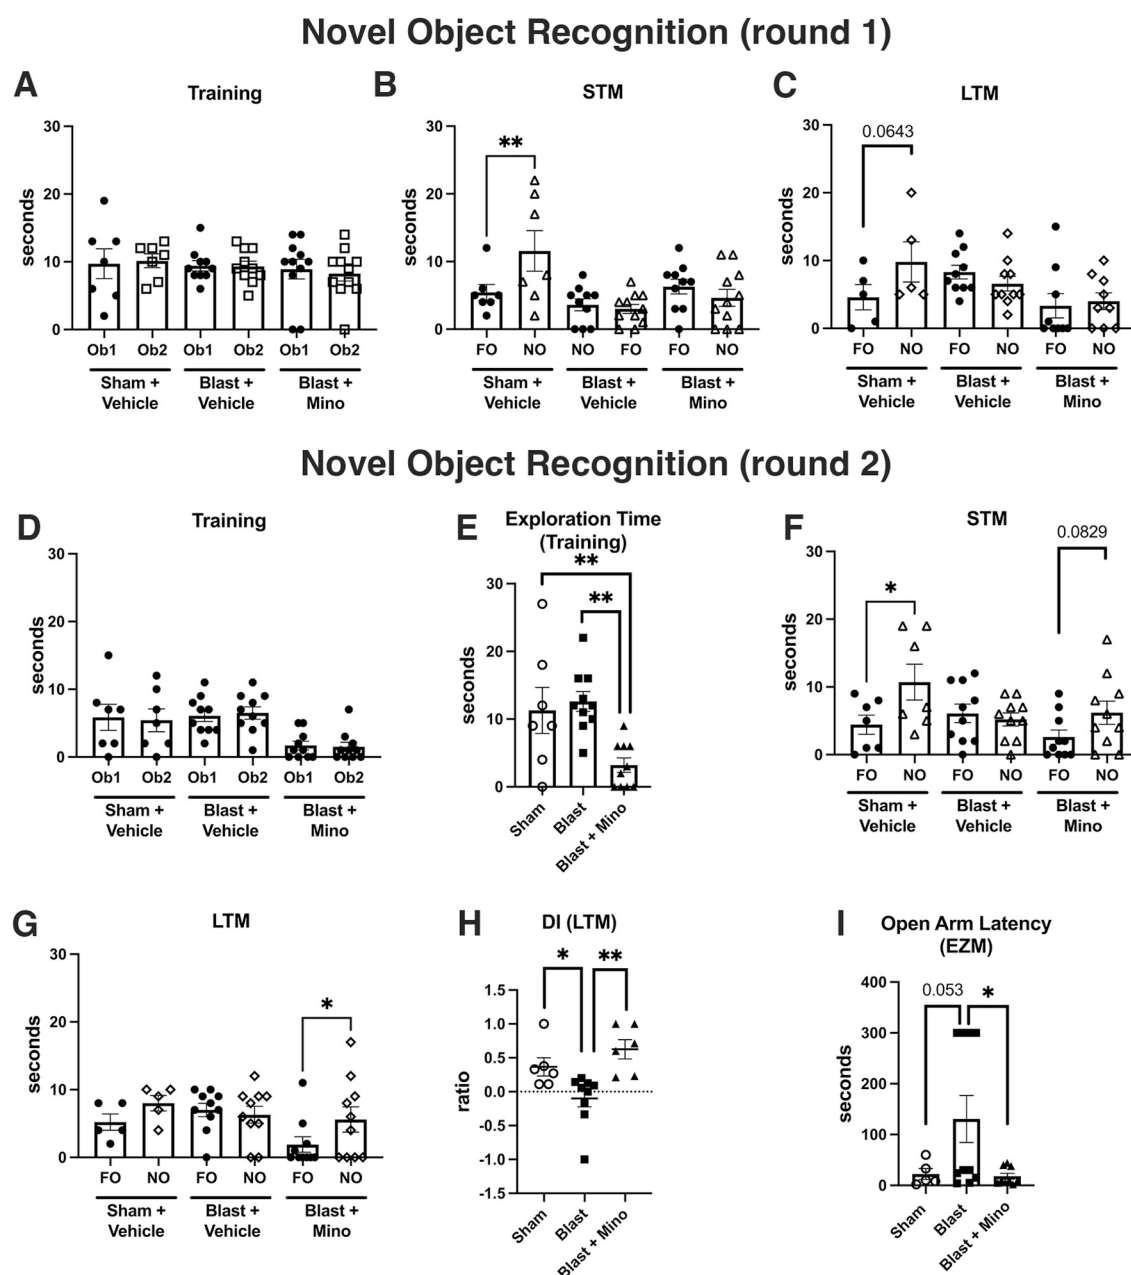 Novel Object Recognition (round 1)
A
Training
seconds
30
20
10
0
Ob1 Ob2 Ob1 Ob2 Ob1 Ob2
Sham + Vehicle
Blast + Vehicle
Blast + Mino
B
STM
seconds
30
20
10
0
**
FO NO NO FO FO NO
Sham + Vehicle
Blast + Vehicle
Blast + Mino
C
LTM
seconds
30
20
10
0
0.0643
FO NO FO NO FO NO
Sham + Vehicle
Blast + Vehicle
Blast + Mino
Novel Object Recognition (round 2)
D
Training
seconds
30
20
10
0
Ob1 Ob2 Ob1 Ob2 Ob1 Ob2
Sham + Vehicle
Blast + Vehicle
Blast + Mino
E
Exploration Time
(Training)
seconds
30
20
10
0
**
**
Sham
Blast
Blast + Mino
F
STM
seconds
30
20
10
0
*
0.0829
FO NO FO NO FO NO
Sham + Vehicle
Blast + Vehicle
Blast + Mino
G
LTM
seconds
30
20
10
0
*
FO NO FO NO FO NO
Sham + Vehicle
Blast + Vehicle
Blast + Mino
H
DI (LTM)
ratio
1.5
1.0
0.5
0.0
-0.5
-1.0
-1.5
*
**
Sham
Blast
Blast + Mino
I
Open Arm Latency
(EZM)
seconds
400
300
200
100
0
0.053
*
Sham
Blast
Blast + Mino